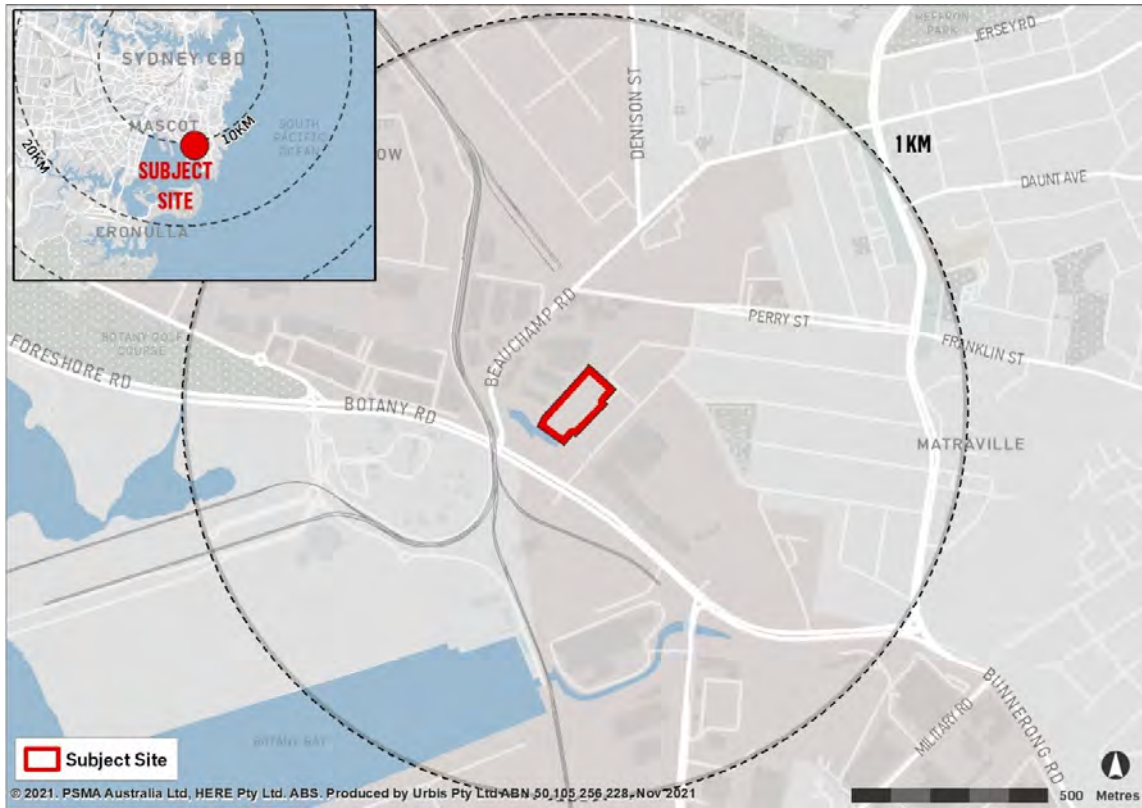 SYDNEY CBD
MASCOT
10KM
SOUTH
PACIFIC
OCEAN
20KM
SUBJECT
SITE
CRONULLA
HEFFRON
PARK
JERSEY RD
DENISON ST
1 KM
DAUNT AVE
BEAUCHAMP RD
PERRY ST
FRANKLIN ST
BOTANY GOLF
COURSE
FORESHORE RD
BOTANY RD
MATRAVILLE
BOTANY BAY
MILITARY RD
BUNNERONG RD
Subject Site
© 2021. PSMA Australia Ltd, HERE Pty Ltd. ABS. Produced by Urbis Pty Ltd ABN 50 105 256 228, Nov 2021
500 Metres